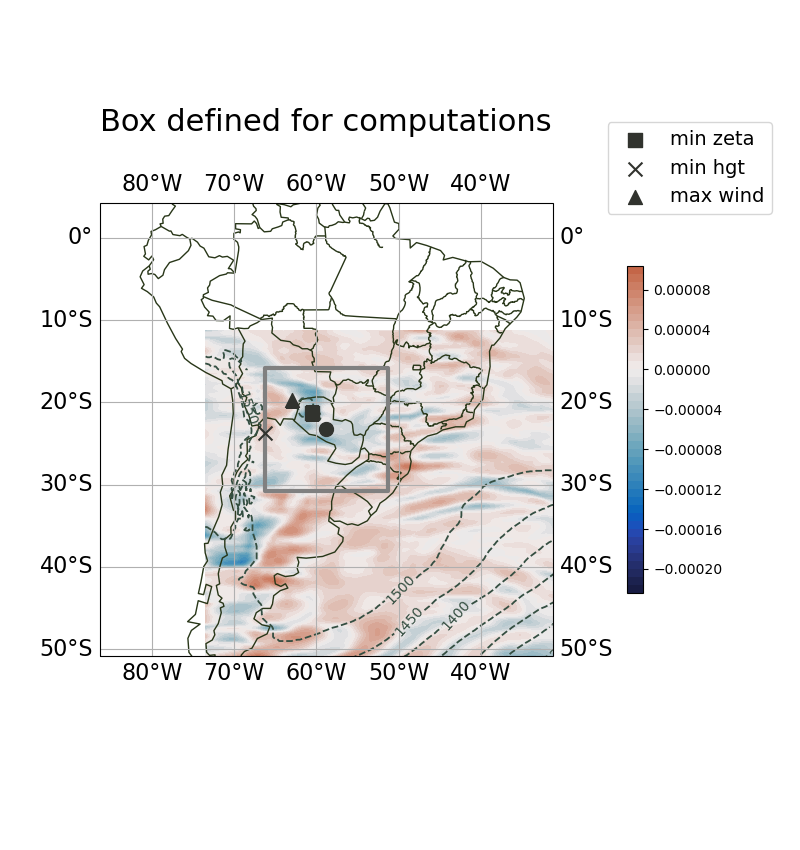 Box defined for computations
min zeta
min hgt
max wind
80°W 70°W 60°W 50°W 40°W
0° 0°
10°S 10°S
20°S 20°S
30°S 30°S
40°S 40°S
50°S 50°S
80°W 70°W 60°W 50°W 40°W
1500
1450
1400
0.00008
0.00004
0.00000
−0.00004
−0.00008
−0.00012
−0.00016
−0.00020